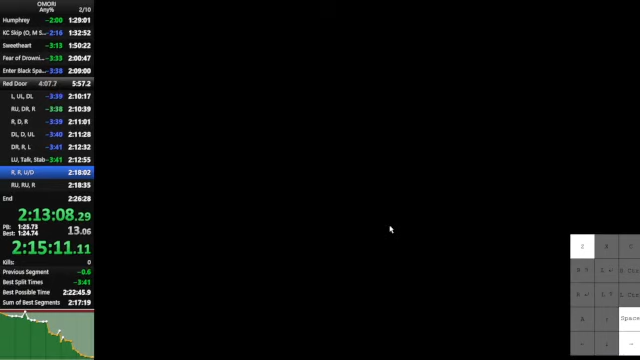 OMORI
Any% 2/10
Humphrey -2:00 1:29:01
KC Skip (O, M S... -2:16 1:32:52
Sweetheart -3:13 1:50:22
Fear of Drowni... -3:33 2:00:47
Enter Black Spa... -3:38 2:09:00
Red Door 4:07.7 5:57.2
L, UL, DL -3:39 2:10:17
RU, DR, R -3:38 2:10:39
R, D, R -3:39 2:11:01
DL, D, UL -3:40 2:11:28
DR, R, L -3:41 2:12:32
LU, Talk, Stab -3:41 2:12:55
R, R, U/D 2:18:02
RU, RU, R 2:18:35
End 2:26:28
2:13:08.29
PB: 1:25.73
Best: 1:24.74 13.06
2:15:11.11
Kills: 0
Previous Segment -0.6
Best Split Times -3:41
Best Possible Time 2:22:45.9
Sum of Best Segments 2:17:19
Space